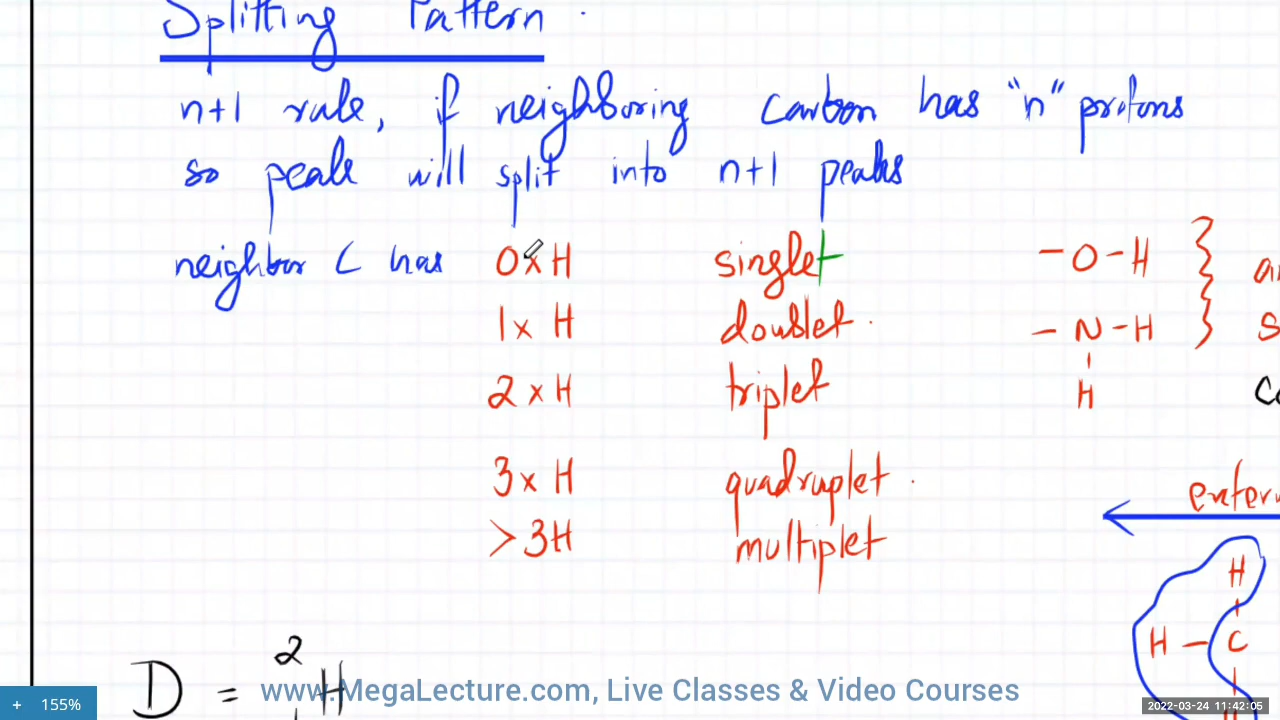 Splitting Pattern.
n+1 rule, if neighboring carbon has "n" protons
so peak will split into n+1 peaks
neighbor C has 0 x H singlet -O-H
1 x H doublet. -N-H
2 x H triplet H
3 x H quadruplet.
>3H multiplet
H
H - C
D = ²H
www.MegaLecture.com, Live Classes & Video Courses
+ 155%
2022-03-24 11:42:05